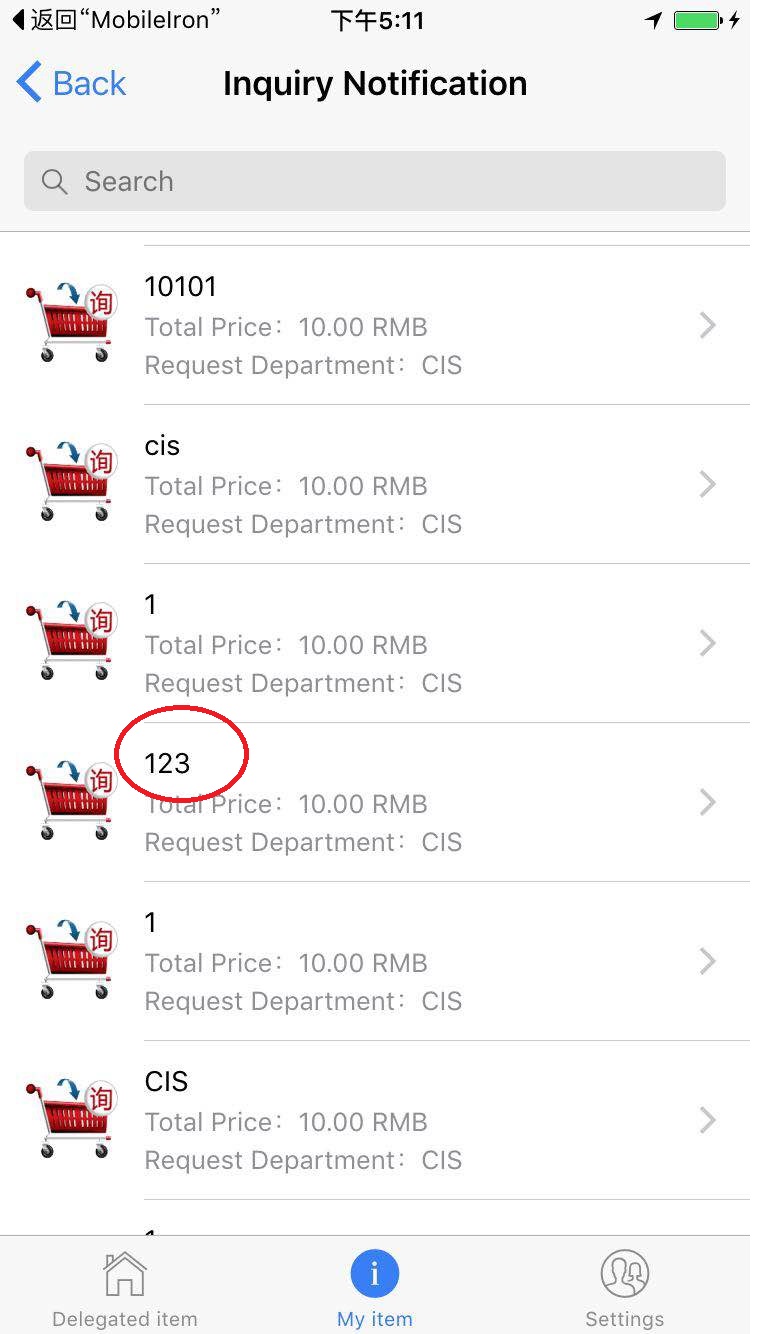 返回“MobileIron” 下午5:11
Back Inquiry Notification
Search
10101
Total Price： 10.00 RMB
Request Department： CIS
询
cis
Total Price： 10.00 RMB
Request Department： CIS
询
1
Total Price： 10.00 RMB
Request Department： CIS
询
123
Total Price： 10.00 RMB
Request Department： CIS
询
1
Total Price： 10.00 RMB
Request Department： CIS
询
CIS
Total Price： 10.00 RMB
Request Department： CIS
询
Delegated item My item Settings